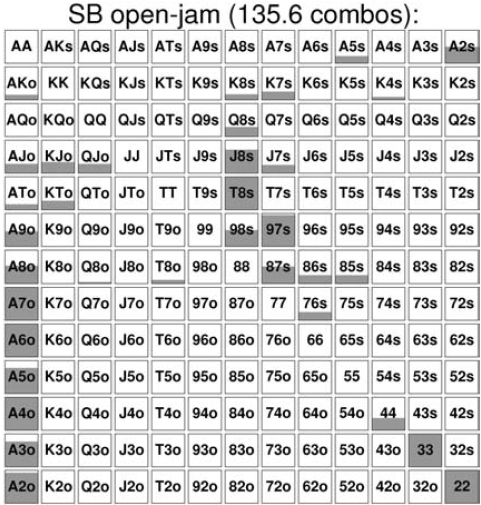 SB open-jam (135.6 combos):
AA AKs AQs AJs ATs A9s A8s A7s A6s A5s A4s A3s A2s
AKo KK KQs KJs KTs K9s K8s K7s K6s K5s K4s K3s K2s
AQo KQo QQ QJs QTs Q9s Q8s Q7s Q6s Q5s Q4s Q3s Q2s
AJo KJo QJo JJ JTs J9s J8s J7s J6s J5s J4s J3s J2s
ATo KTo QTo JTo TT T9s T8s T7s T6s T5s T4s T3s T2s
A9o K9o Q9o J9o T9o 99 98s 97s 96s 95s 94s 93s 92s
A8o K8o Q8o J8o T8o 98o 88 87s 86s 85s 84s 83s 82s
A7o K7o Q7o J7o T7o 97o 87o 77 76s 75s 74s 73s 72s
A6o K6o Q6o J6o T6o 96o 86o 76o 66 65s 64s 63s 62s
A5o K5o Q5o J5o T5o 95o 85o 75o 65o 55 54s 53s 52s
A4o K4o Q4o J4o T4o 94o 84o 74o 64o 54o 44 43s 42s
A3o K3o Q3o J3o T3o 93o 83o 73o 63o 53o 43o 33 32s
A2o K2o Q2o J2o T2o 92o 82o 72o 62o 52o 42o 32o 22